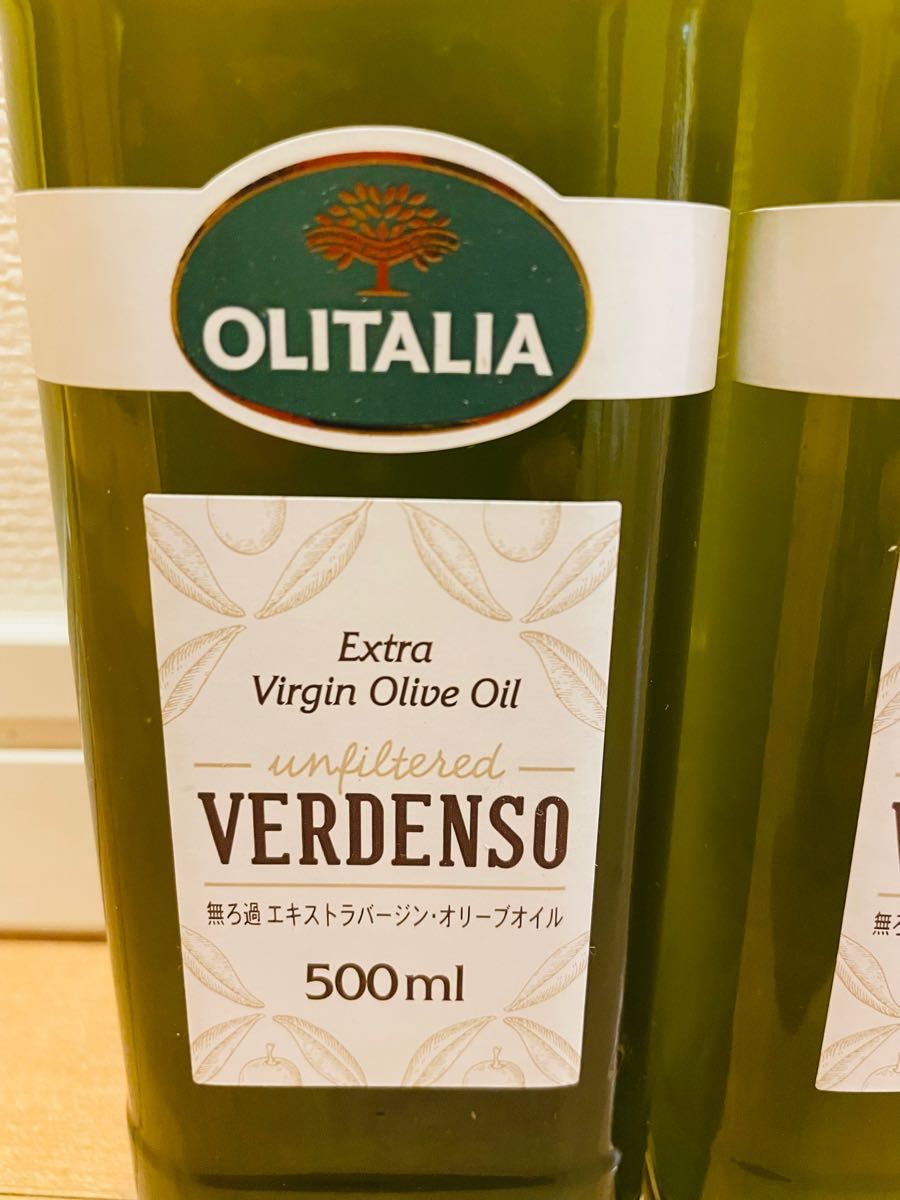 OLITALIA
Extra
Virgin Olive Oil
unfiltered
VERDENSO
無ろ過 エキストラバージン・オリーブオイル
500ml
無